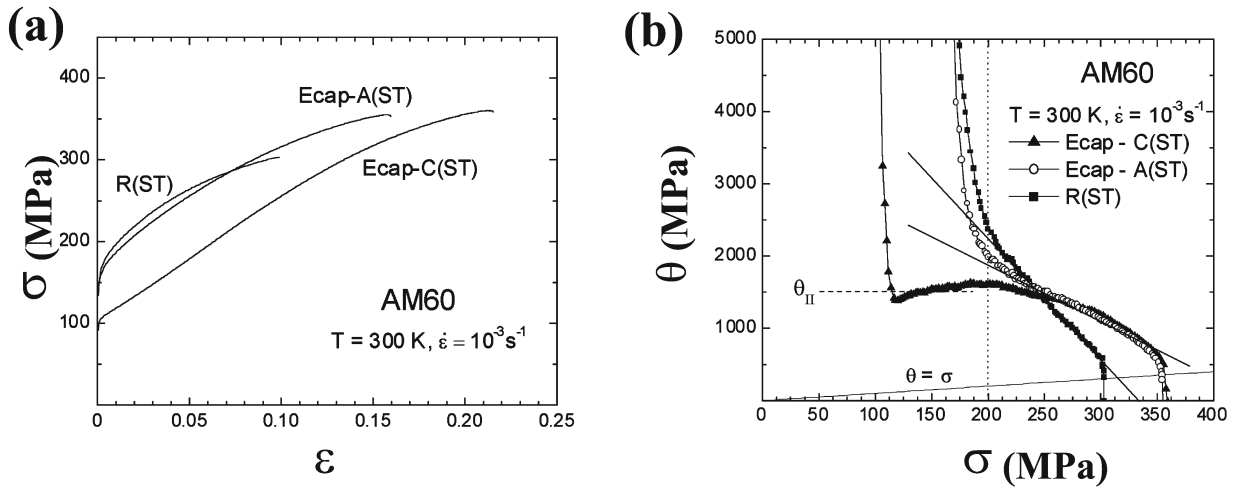 (a)
σ (MPa)
400
300
200
100
0
0.05
0.10
0.15
0.20
0.25
ε
Ecap-A(ST)
R(ST)
Ecap-C(ST)
AM60
T = 300 K, ε̇ = 10⁻³s⁻¹
(b)
θ (MPa)
5000
4000
3000
2000
1000
0
50
100
150
200
250
300
350
400
σ (MPa)
AM60
T = 300 K, ε̇ = 10⁻³s⁻¹
Ecap - C(ST)
Ecap - A(ST)
R(ST)
θII
θ = σ